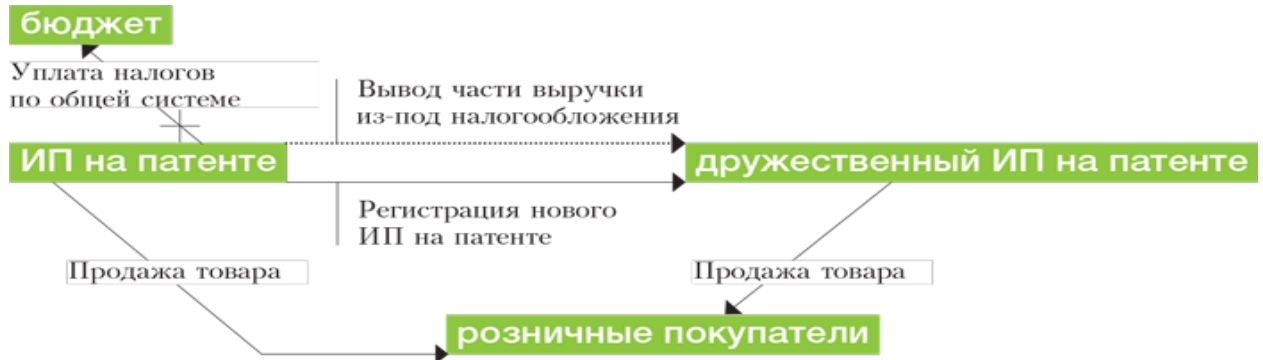 бюджет
Уплата налогов
по общей системе
Вывод части выручки
из-под налогообложения
ИП на патенте
дружественный ИП на патенте
Регистрация нового
ИП на патенте
Продажа товара
Продажа товара
розничные покупатели